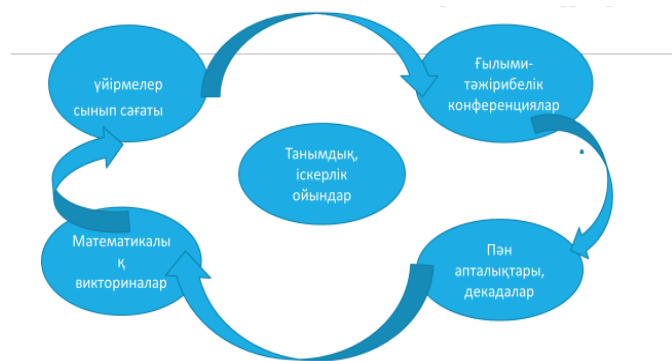 үйірмелер
сынып сағаты
Ғылыми-
тәжірибелік
конференциялар
Танымдық,
іскерлік
ойындар
Математикалы
қ
викториналар
Пән
апталықтары,
декадалар